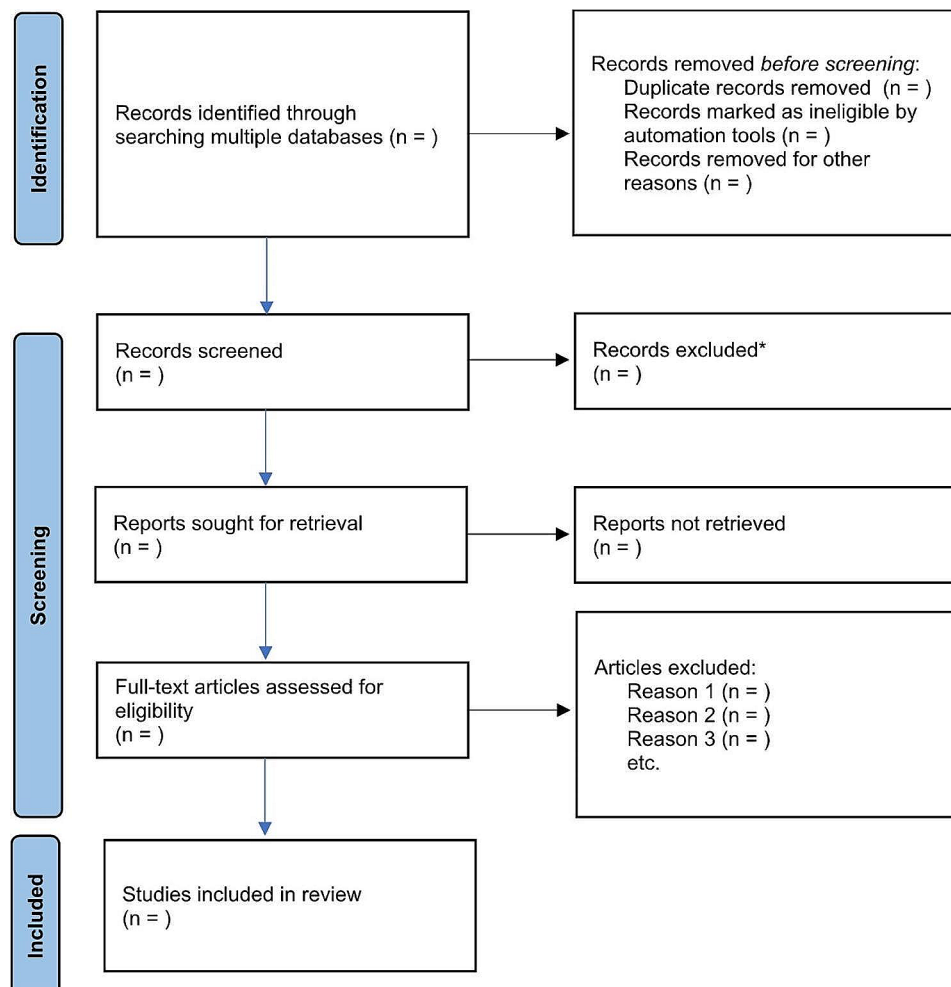 Identification
Records identified through
searching multiple databases (n = )
Records removed before screening:
Duplicate records removed  (n = )
Records marked as ineligible by
automation tools (n = )
Records removed for other
reasons (n = )
Screening
Records screened
(n = )
Records excluded*
(n = )
Reports sought for retrieval
(n = )
Reports not retrieved
(n = )
Full-text articles assessed for
eligibility
(n = )
Articles excluded:
Reason 1 (n = )
Reason 2 (n = )
Reason 3 (n = )
etc.
Included
Studies included in review
(n = )